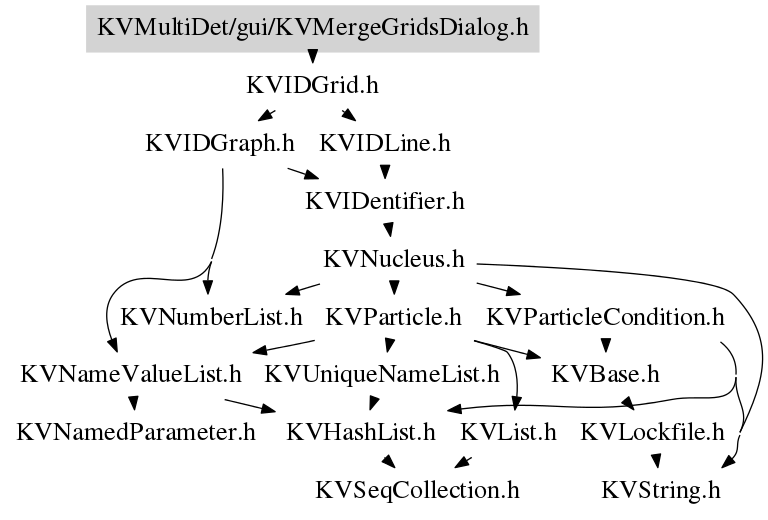 KVMultiDet/gui/KVMergeGridsDialog.h
KVIDGrid.h
KVIDGraph.h KVIDLine.h
KVIDentifier.h
KVNucleus.h
KVNumberList.h KVParticle.h KVParticleCondition.h
KVNameValueList.h KVUniqueNameList.h KVBase.h
KVNamedParameter.h KVHashList.h KVList.h KVLockfile.h
KVSeqCollection.h KVString.h